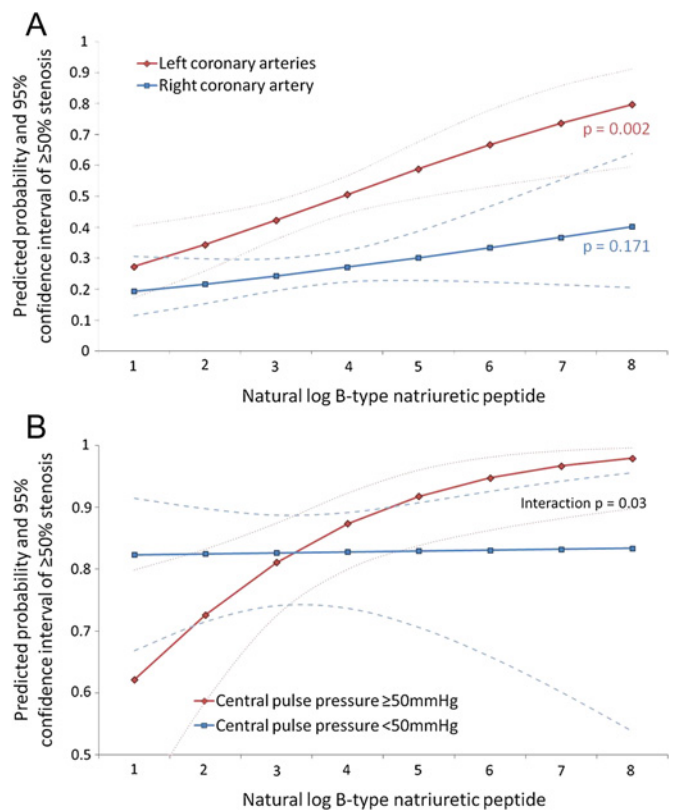 A
Predicted probability and 95%
confidence interval of ≥50% stenosis
1
0.9
0.8
0.7
0.6
0.5
0.4
0.3
0.2
0.1
0
Left coronary arteries
Right coronary artery
p = 0.002
p = 0.171
1 2 3 4 5 6 7 8
Natural log B-type natriuretic peptide
B
Predicted probability and 95%
confidence interval of ≥50% stenosis
1
0.9
0.8
0.7
0.6
0.5
Interaction p = 0.03
Central pulse pressure ≥50mmHg
Central pulse pressure <50mmHg
1 2 3 4 5 6 7 8
Natural log B-type natriuretic peptide